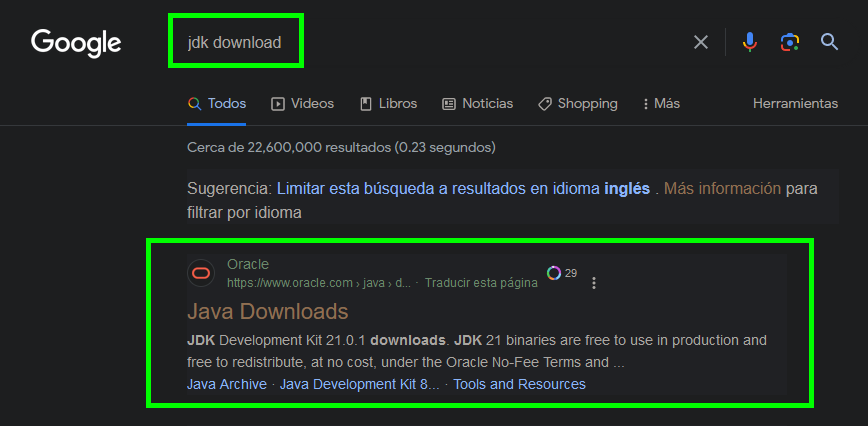 Google
jdk download
Todos
Videos
Libros
Noticias
Shopping
Más
Herramientas
Cerca de 22,600,000 resultados (0.23 segundos)
Sugerencia: Limitar esta búsqueda a resultados en idioma inglés . Más información para
filtrar por idioma
Oracle
https://www.oracle.com › java › d... · Traducir esta página
29
Java Downloads
JDK Development Kit 21.0.1 downloads. JDK 21 binaries are free to use in production and
free to redistribute, at no cost, under the Oracle No-Fee Terms and ...
Java Archive · Java Development Kit 8... · Tools and Resources